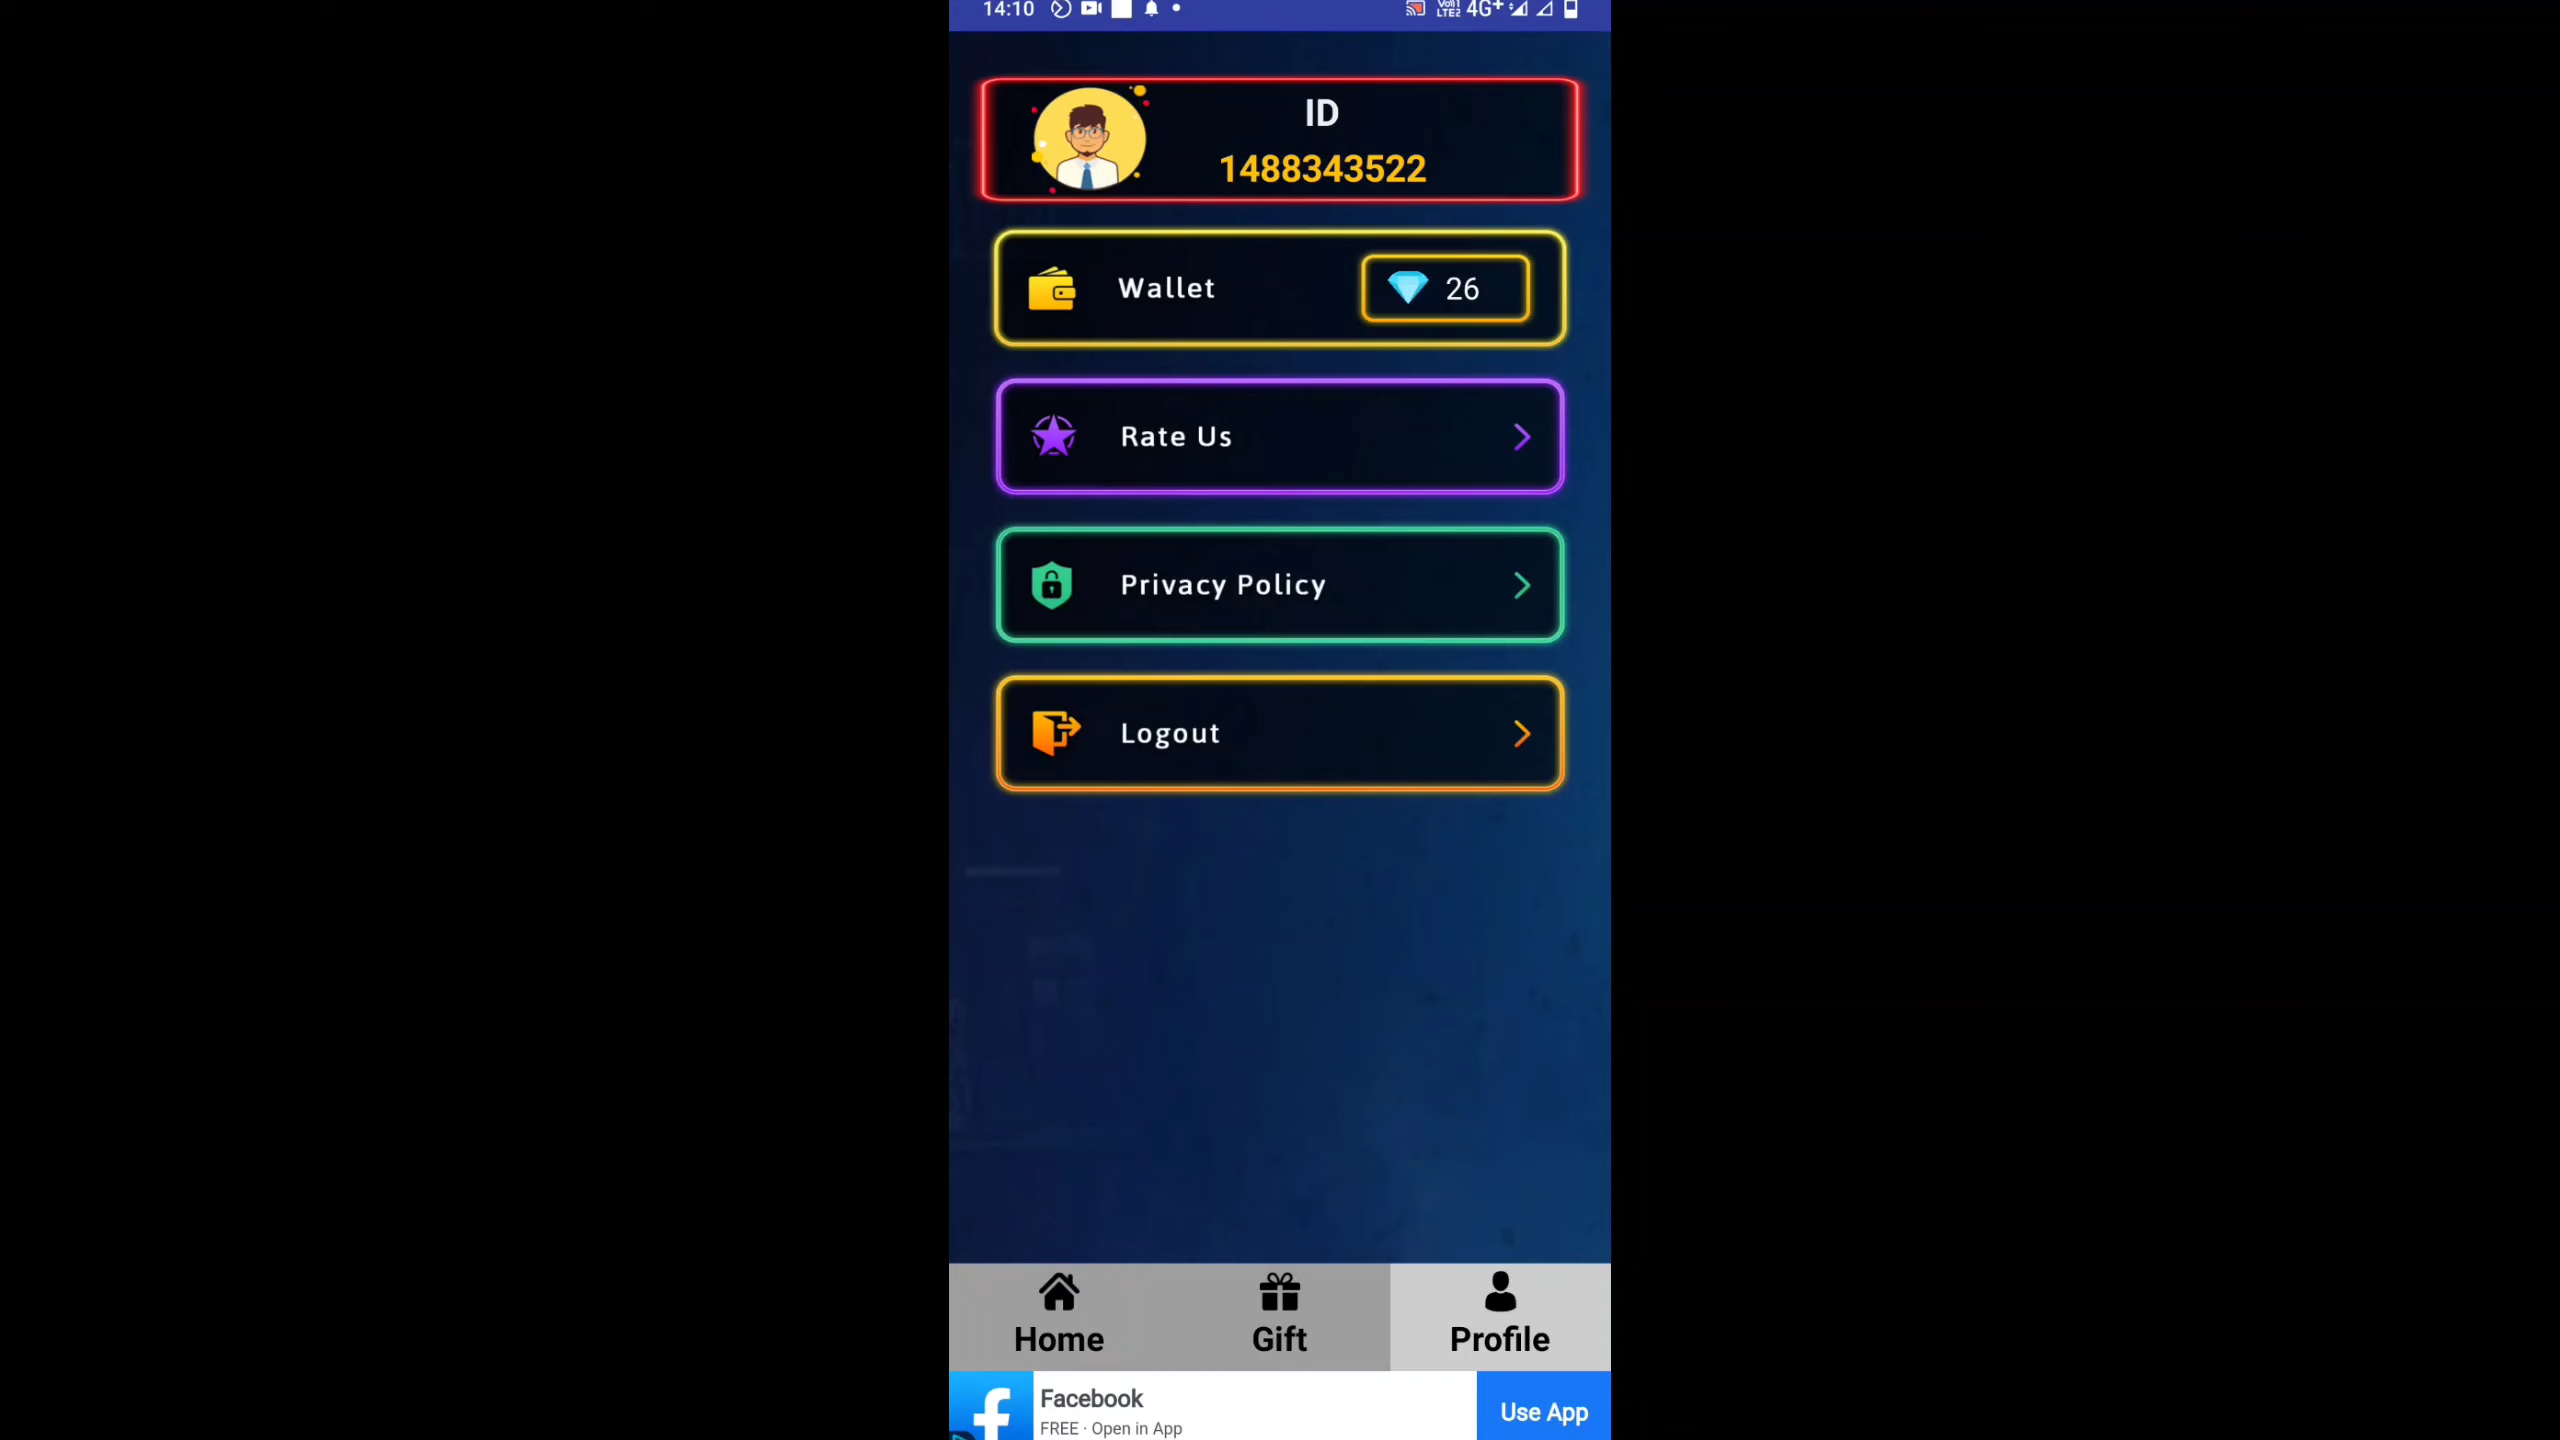 14:10 VoLTE2 4G+
ID
1488343522
Wallet 26
Rate Us
Privacy Policy
Logout
Home Gift Profile
Facebook
FREE · Open in App
Use App